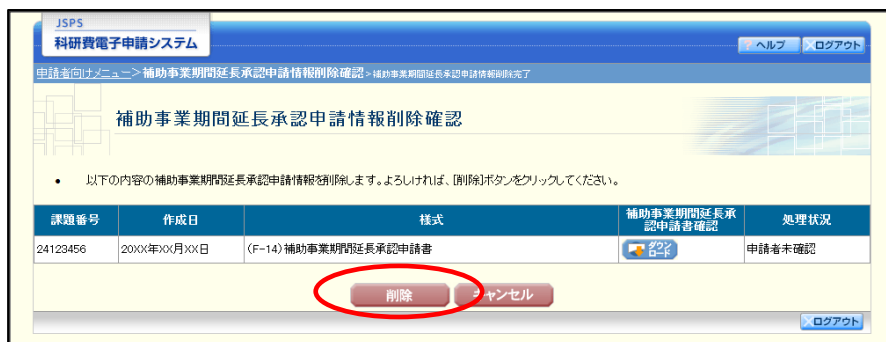 JSPS
科研費電子申請システム
ヘルプ ログアウト
申請者向けメニュー>補助事業期間延長承認申請情報削除確認>補助事業期間延長承認申請情報削除完了
補助事業期間延長承認申請情報削除確認
• 以下の内容の補助事業期間延長承認申請情報を削除します。よろしければ、[削除]ボタンをクリックしてください。
課題番号 作成日 様式 補助事業期間延長承認申請書確認 処理状況
24123456 20XX年XX月XX日 (F-14)補助事業期間延長承認申請書 ダウンロード 申請者未確認
削除 キャンセル
ログアウト